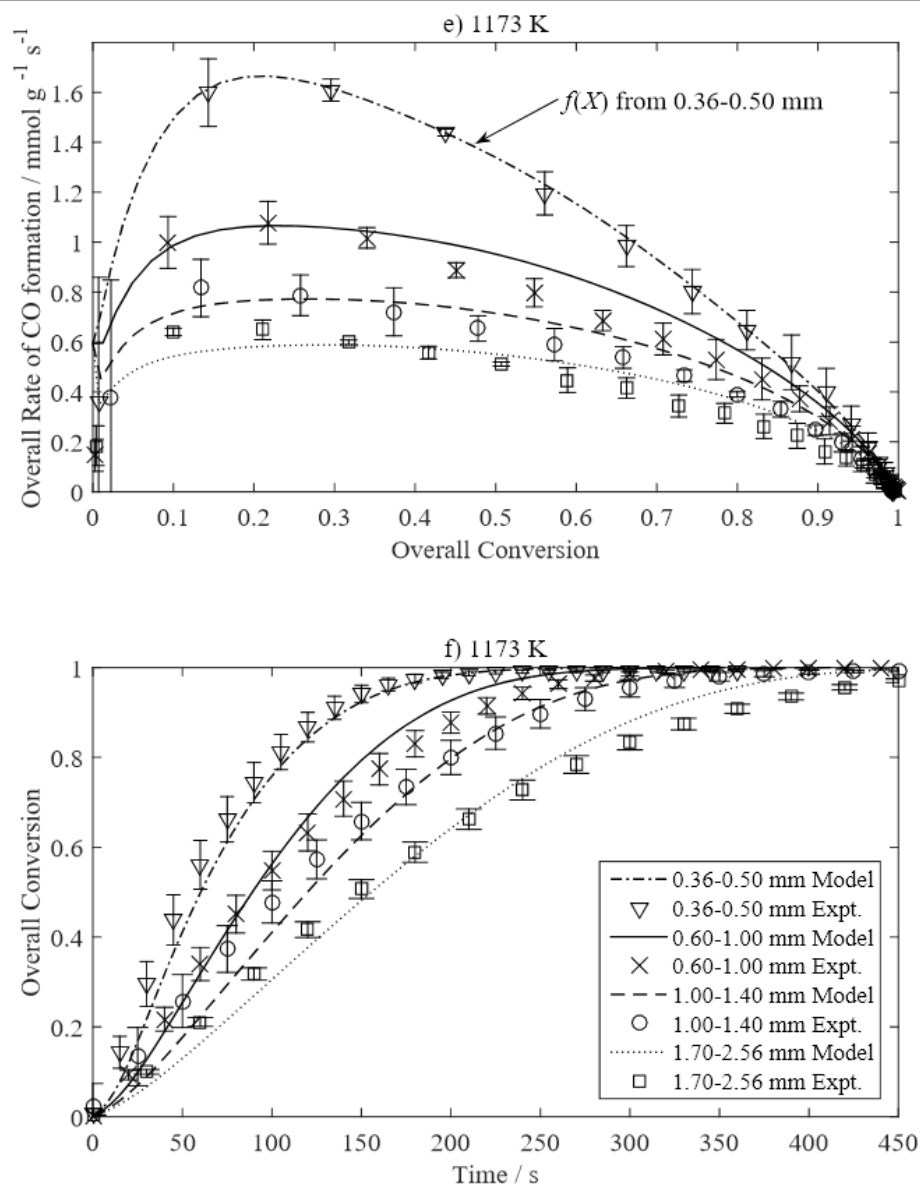 e) 1173 K
Overall Rate of CO formation / mmol g⁻¹ s⁻¹
1.6
1.4
1.2
1
0.8
0.6
0.4
0.2
0
f(X) from 0.36-0.50 mm
0 0.1 0.2 0.3 0.4 0.5 0.6 0.7 0.8 0.9 1
Overall Conversion
f) 1173 K
Overall Conversion
1
0.8
0.6
0.4
0.2
0
0.36-0.50 mm Model
0.36-0.50 mm Expt.
0.60-1.00 mm Model
0.60-1.00 mm Expt.
1.00-1.40 mm Model
1.00-1.40 mm Expt.
1.70-2.56 mm Model
1.70-2.56 mm Expt.
0 50 100 150 200 250 300 350 400 450
Time / s